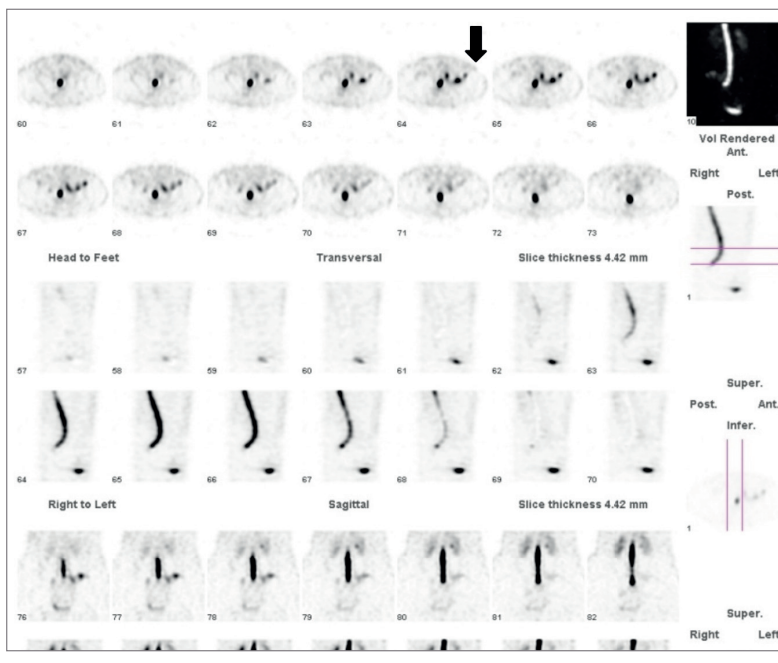 60 61 62 63 64 65 66
10
Vol Rendered
Ant.
Right Left
Post.
67 68 69 70 71 72 73
Head to Feet Transversal Slice thickness 4.42 mm
1
57 58 59 60 61 62 63
Super.
Post. Ant.
Infer.
64 65 66 67 68 69 70
Right to Left Sagittal Slice thickness 4.42 mm
1
76 77 78 79 80 81 82
Super.
Right Left